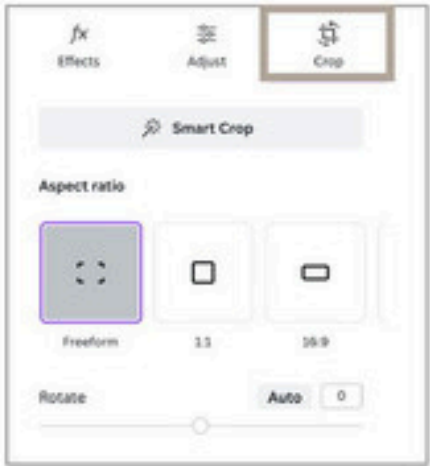 fx
Effects Adjust Crop
Smart Crop
Aspect ratio
Freeform 1:1 16:9
Rotate Auto 0